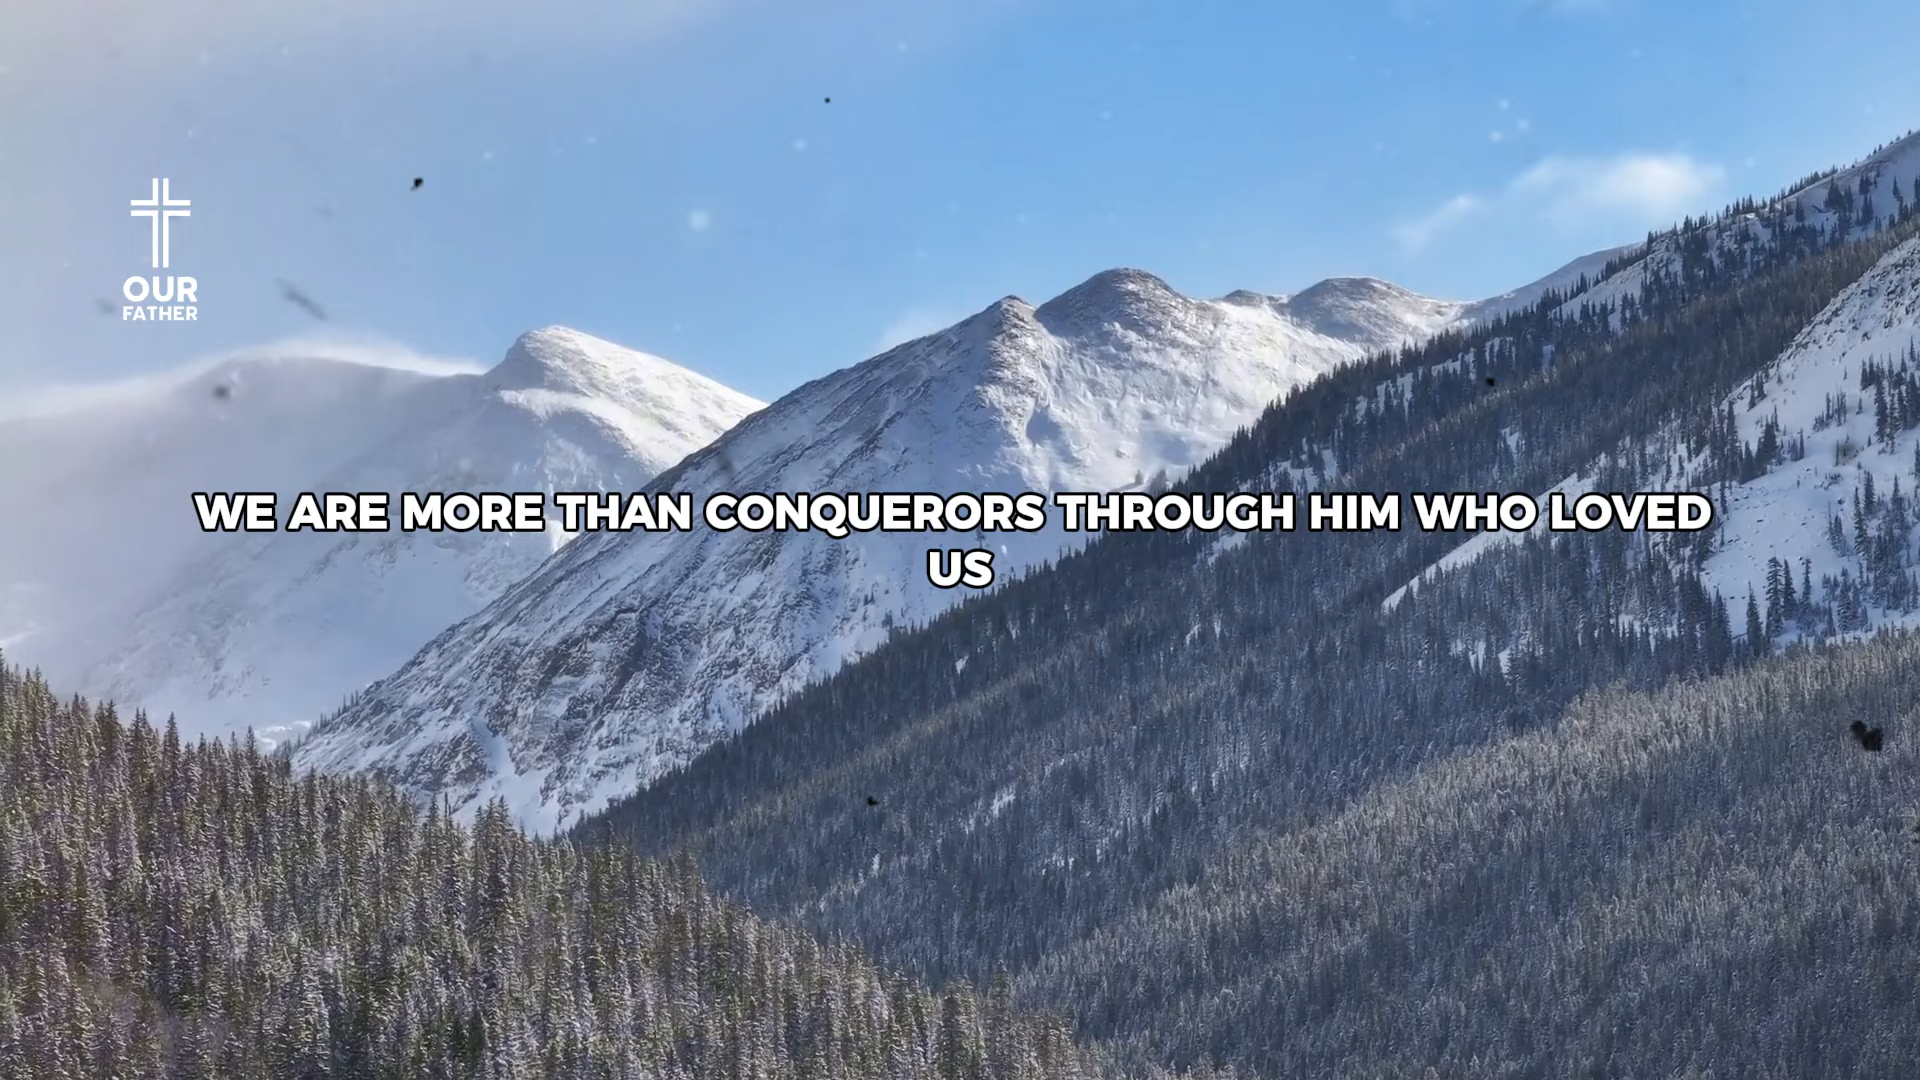 OUR
FATHER
WE ARE MORE THAN CONQUERORS THROUGH HIM WHO LOVED
US